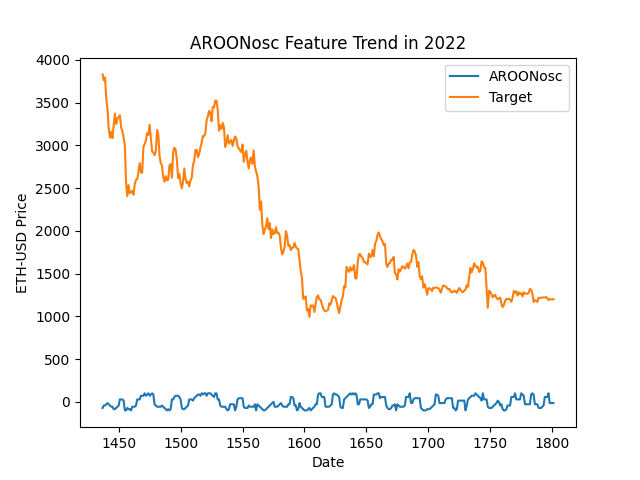 AROONosc Feature Trend in 2022
AROONosc
Target
ETH-USD Price
4000
3500
3000
2500
2000
1500
1000
500
0
1450 1500 1550 1600 1650 1700 1750 1800
Date